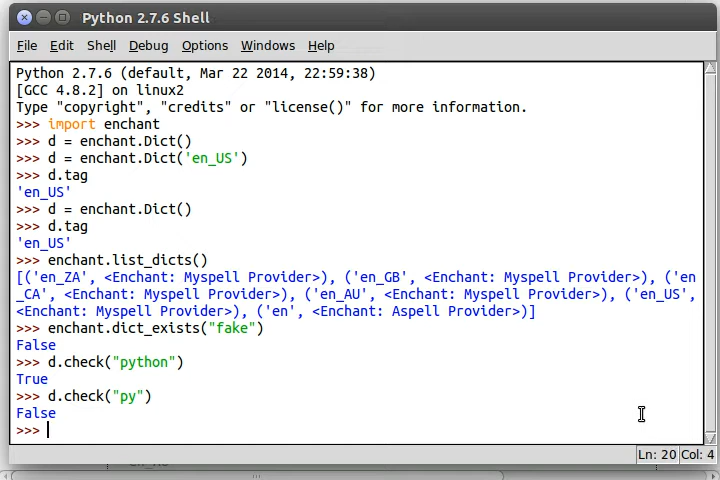 Python 2.7.6 Shell
File Edit Shell Debug Options Windows Help
Python 2.7.6 (default, Mar 22 2014, 22:59:38)
[GCC 4.8.2] on linux2
Type "copyright", "credits" or "license()" for more information.
>>> import enchant
>>> d = enchant.Dict()
>>> d = enchant.Dict('en_US')
>>> d.tag
'en_US'
>>> d = enchant.Dict()
>>> d.tag
'en_US'
>>> enchant.list_dicts()
[('en_ZA', <Enchant: Myspell Provider>), ('en_GB', <Enchant: Myspell Provider>), ('en
_CA', <Enchant: Myspell Provider>), ('en_AU', <Enchant: Myspell Provider>), ('en_US',
<Enchant: Myspell Provider>), ('en', <Enchant: Aspell Provider>)]
>>> enchant.dict_exists("fake")
False
>>> d.check("python")
True
>>> d.check("py")
False
>>>
Ln: 20 Col: 4